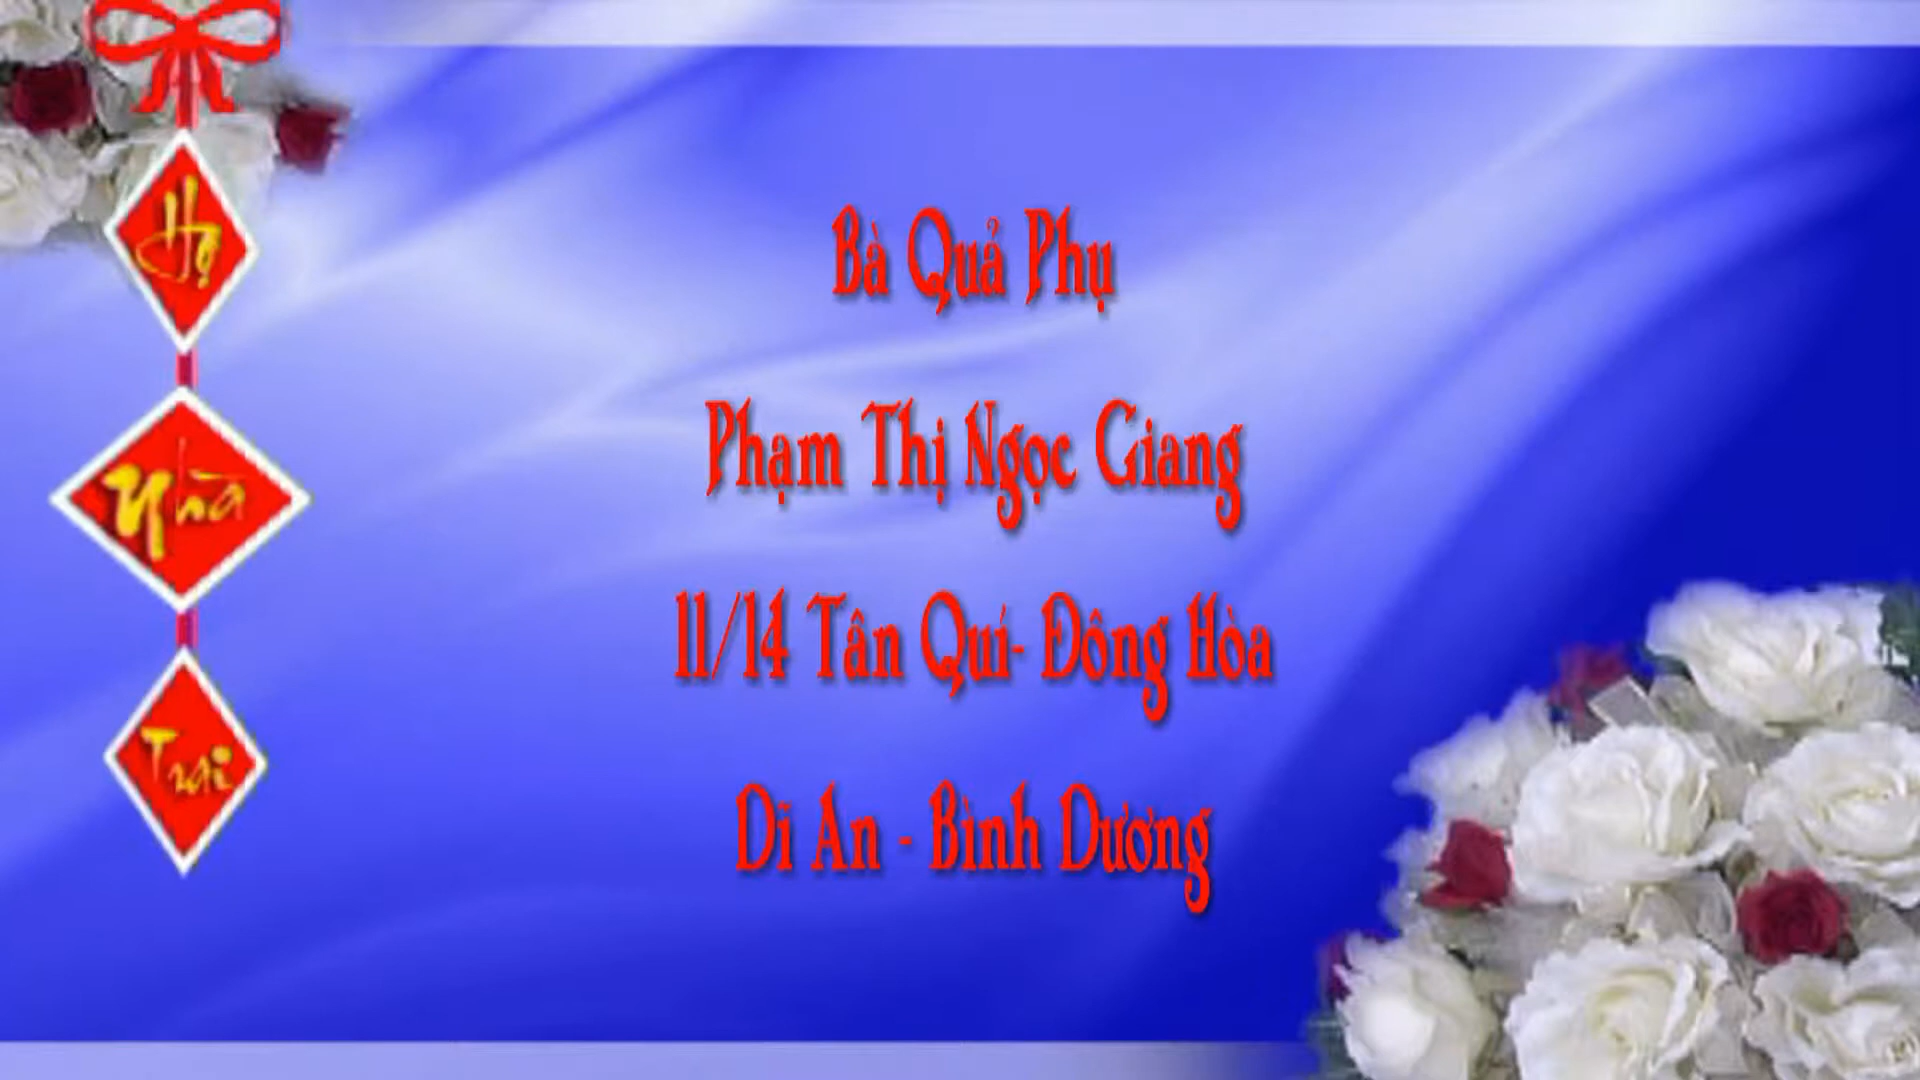 Họ
Nhà
Trai
Bà Quả Phụ
Phạm Thị Ngọc Giang
11/14 Tân Quí- Đông Hòa
Dĩ An - Bình Dương